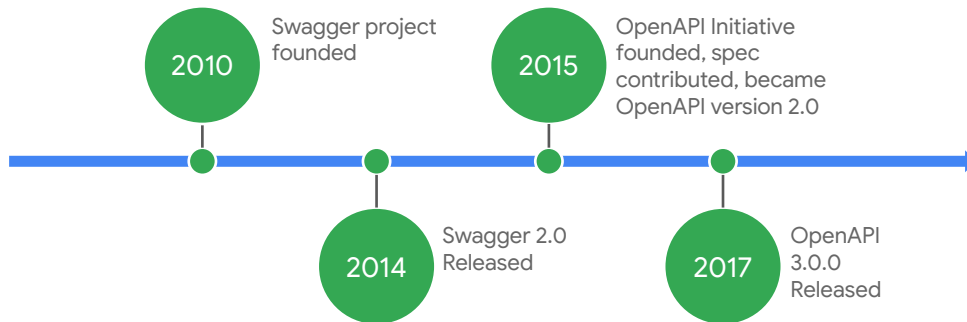 2010
Swagger project
founded
2014
Swagger 2.0
Released
2015
OpenAPI Initiative
founded, spec
contributed, became
OpenAPI version 2.0
2017
OpenAPI
3.0.0
Released